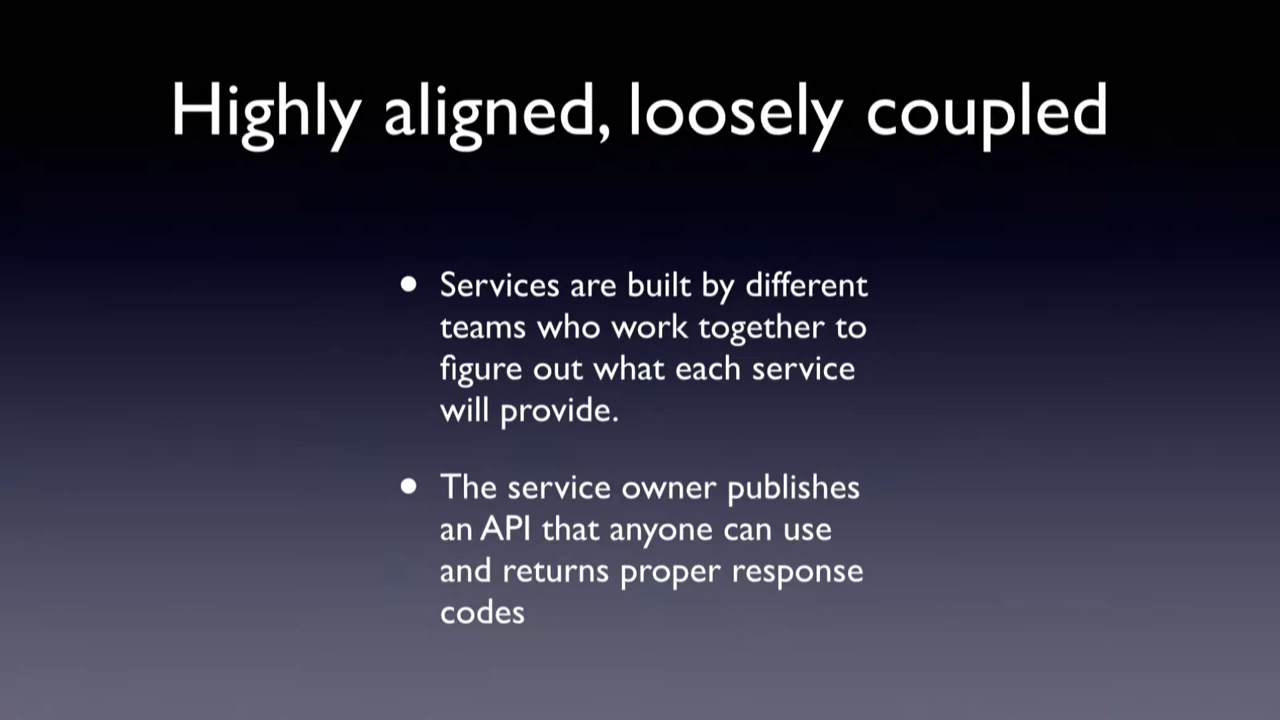 Highly aligned, loosely coupled
• Services are built by different
teams who work together to
figure out what each service
will provide.
• The service owner publishes
an API that anyone can use
and returns proper response
codes